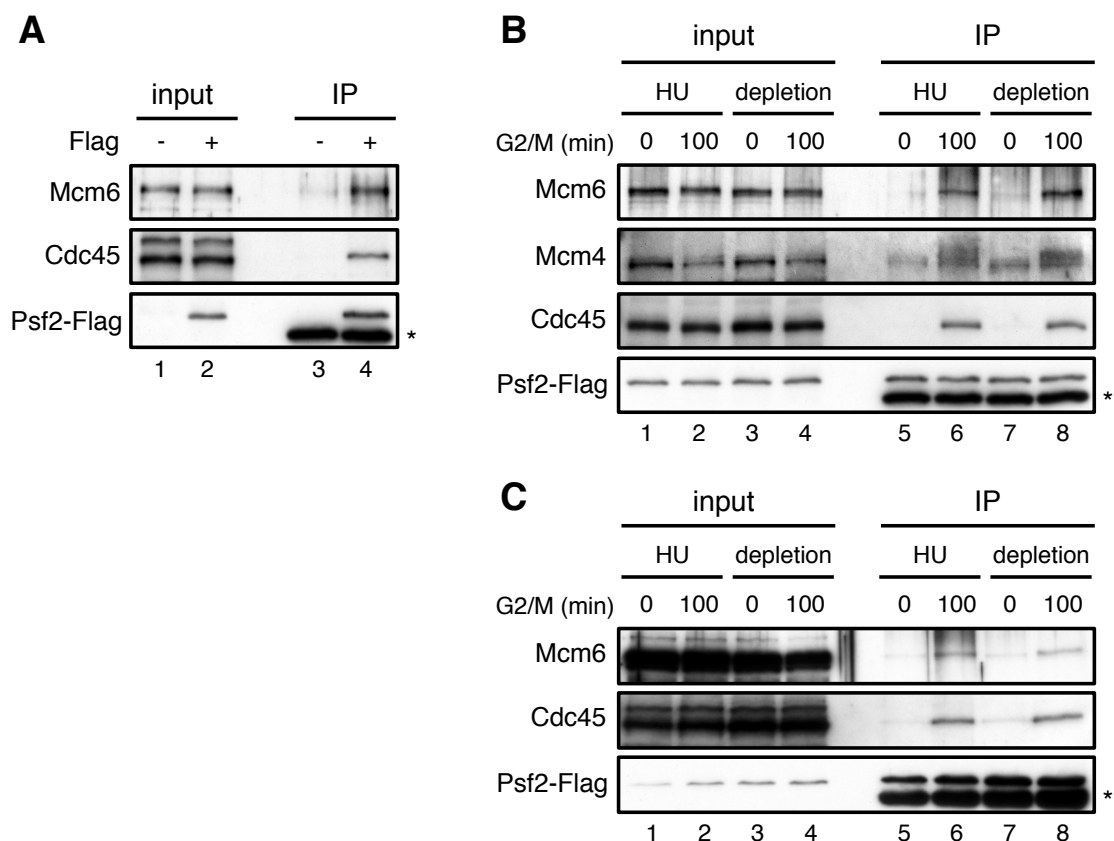 A
input IP
Flag - + - +
Mcm6
Cdc45
Psf2-Flag *
1 2 3 4
B
input IP
HU depletion HU depletion
G2/M (min) 0 100 0 100 0 100 0 100
Mcm6
Mcm4
Cdc45
Psf2-Flag *
1 2 3 4 5 6 7 8
C
input IP
HU depletion HU depletion
G2/M (min) 0 100 0 100 0 100 0 100
Mcm6
Cdc45
Psf2-Flag *
1 2 3 4 5 6 7 8